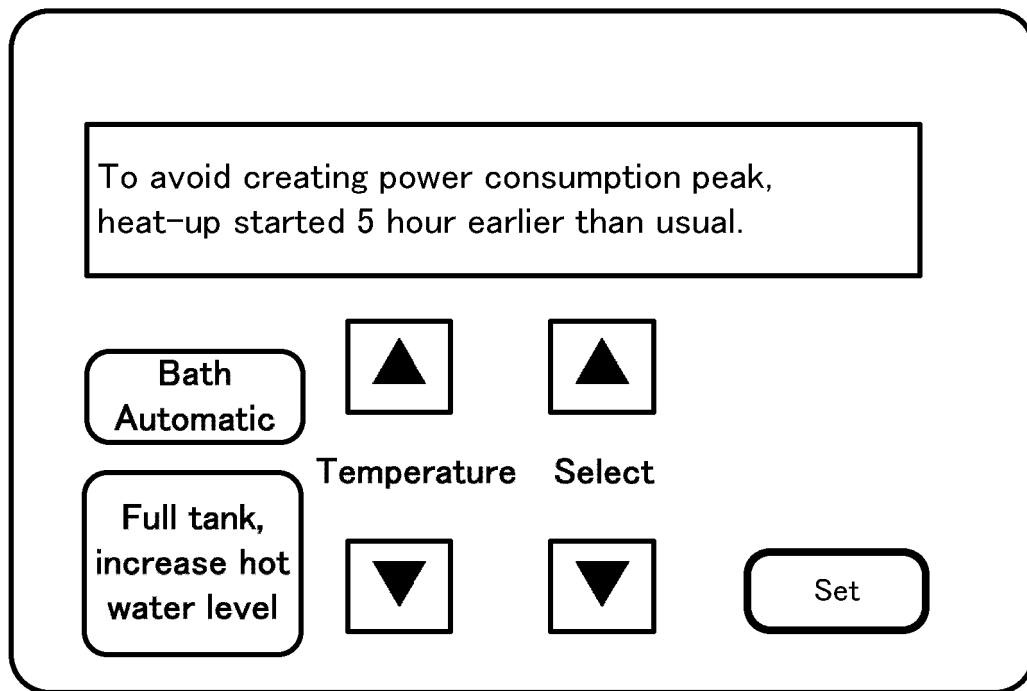 To avoid creating power consumption peak,
heat-up started 5 hour earlier than usual.
Bath
Automatic
Temperature
Select
Full tank,
increase hot
water level
Set